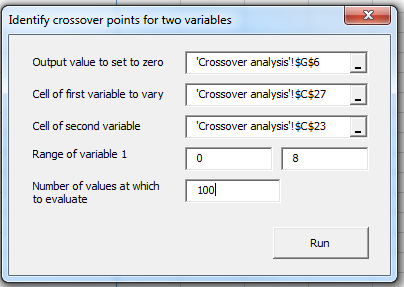 Identify crossover points for two variables
Output value to set to zero 'Crossover analysis'!$G$6 _
Cell of first variable to vary 'Crossover analysis'!$C$27 _
Cell of second variable 'Crossover analysis'!$C$23 _
Range of variable 1 0 8
Number of values at which
to evaluate 100
Run